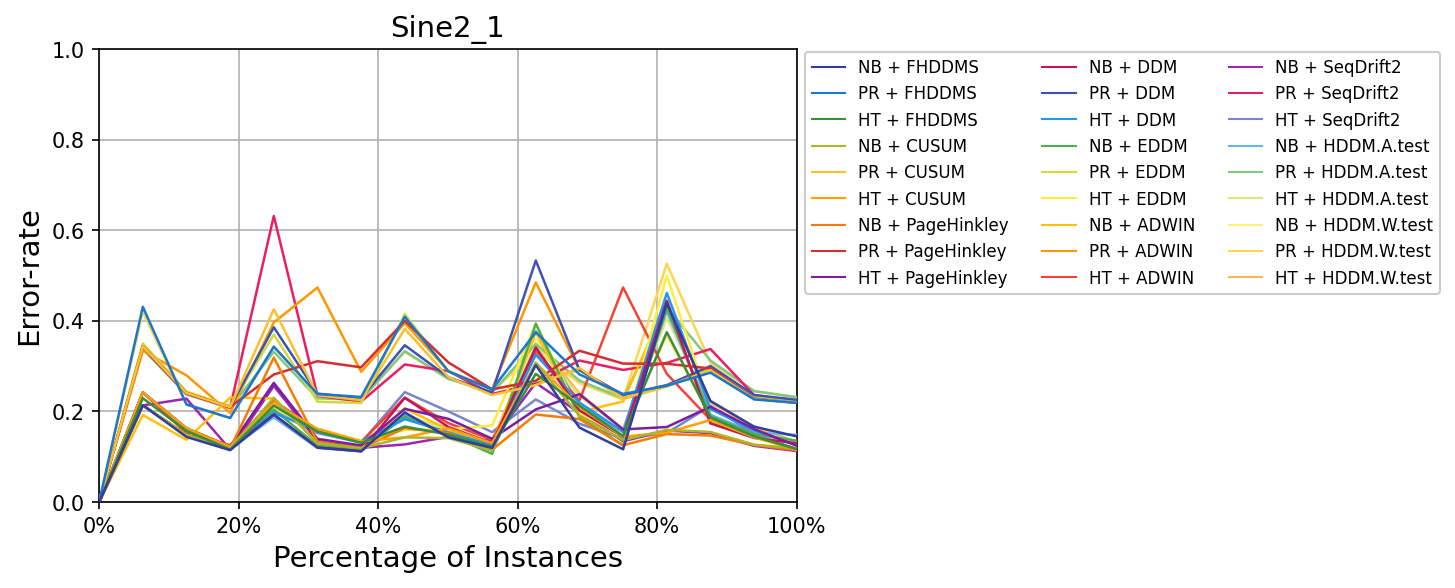 Sine2_1
1.0
0.8
0.6
0.4
0.2
0.0
Error-rate
0%
20%
40%
60%
80%
100%
Percentage of Instances
NB + FHDDMS
PR + FHDDMS
HT + FHDDMS
NB + CUSUM
PR + CUSUM
HT + CUSUM
NB + PageHinkley
PR + PageHinkley
HT + PageHinkley
NB + DDM
PR + DDM
HT + DDM
NB + EDDM
PR + EDDM
HT + EDDM
NB + ADWIN
PR + ADWIN
HT + ADWIN
NB + SeqDrift2
PR + SeqDrift2
HT + SeqDrift2
NB + HDDM.A.test
PR + HDDM.A.test
HT + HDDM.A.test
NB + HDDM.W.test
PR + HDDM.W.test
HT + HDDM.W.test